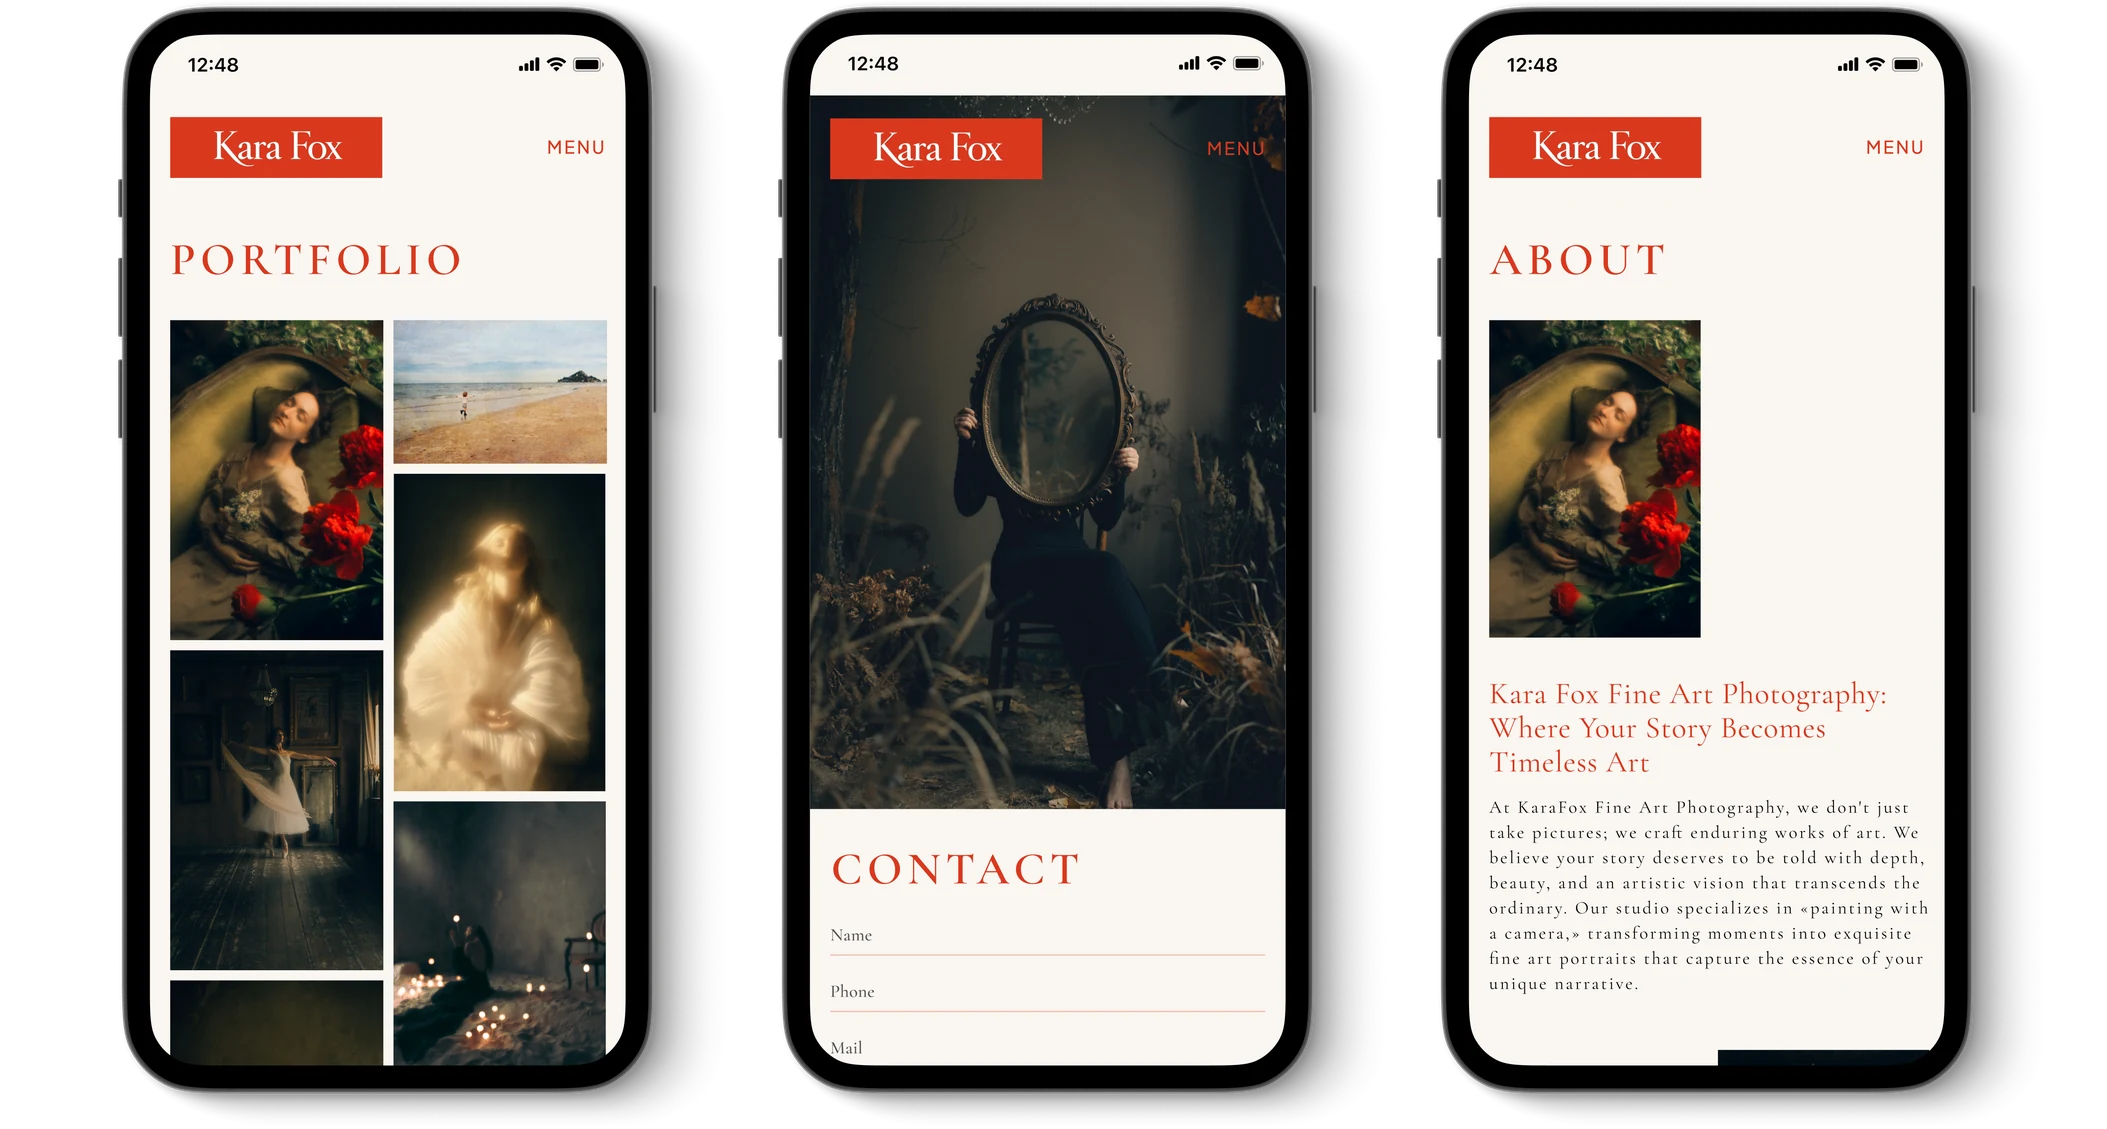 12:48
Kara Fox
MENU
PORTFOLIO
12:48
Kara Fox
MENU
CONTACT
Name
Phone
Mail
12:48
Kara Fox
MENU
ABOUT
Kara Fox Fine Art Photography:
Where Your Story Becomes
Timeless Art
At KaraFox Fine Art Photography, we don't just
take pictures; we craft enduring works of art. We
believe your story deserves to be told with depth,
beauty, and an artistic vision that transcends the
ordinary. Our studio specializes in «painting with
a camera,» transforming moments into exquisite
fine art portraits that capture the essence of your
unique narrative.